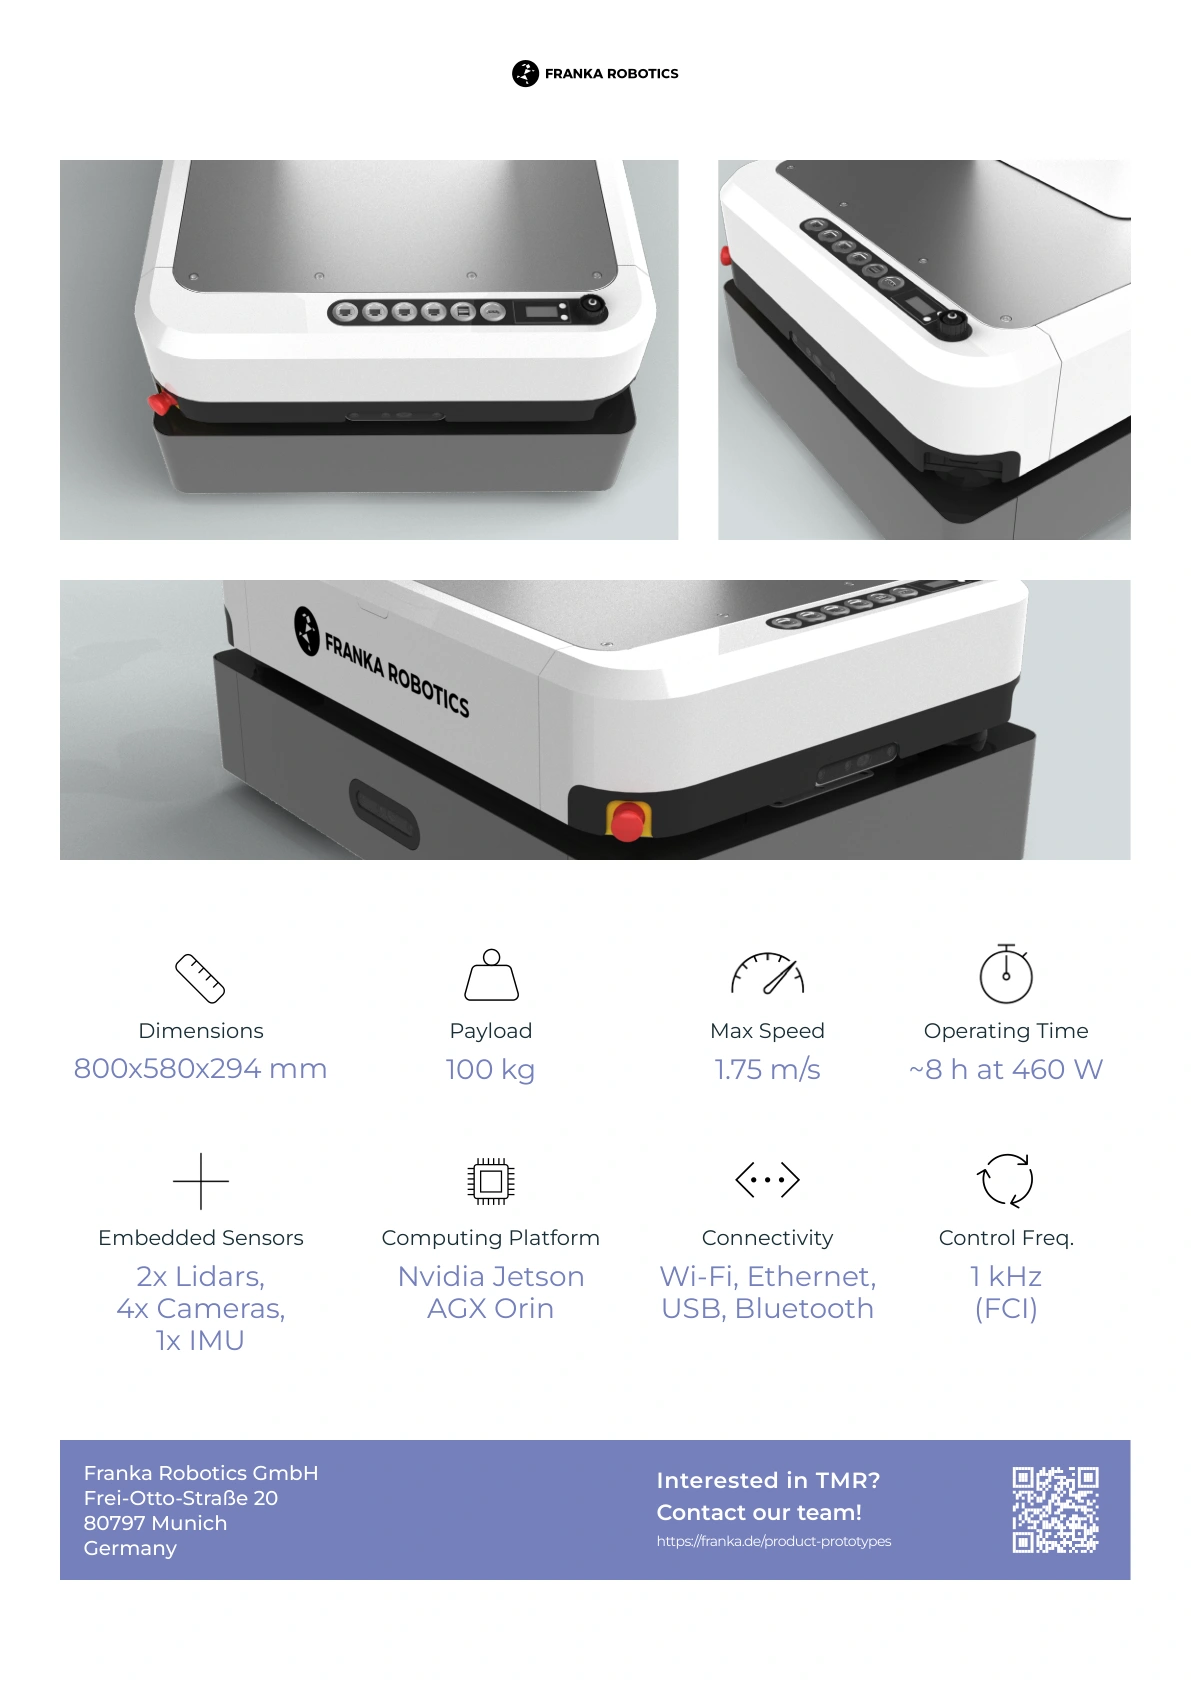 FRANKA ROBOTICS
FRANKA ROBOTICS
Dimensions
800x580x294 mm
Payload
100 kg
Max Speed
1.75 m/s
Operating Time
~8 h at 460 W
Embedded Sensors
2x Lidars,
4x Cameras,
1x IMU
Computing Platform
Nvidia Jetson
AGX Orin
Connectivity
Wi-Fi, Ethernet,
USB, Bluetooth
Control Freq.
1 kHz
(FCI)
Franka Robotics GmbH
Frei-Otto-Straße 20
80797 Munich
Germany
Interested in TMR?
Contact our team!
https://franka.de/product-prototypes